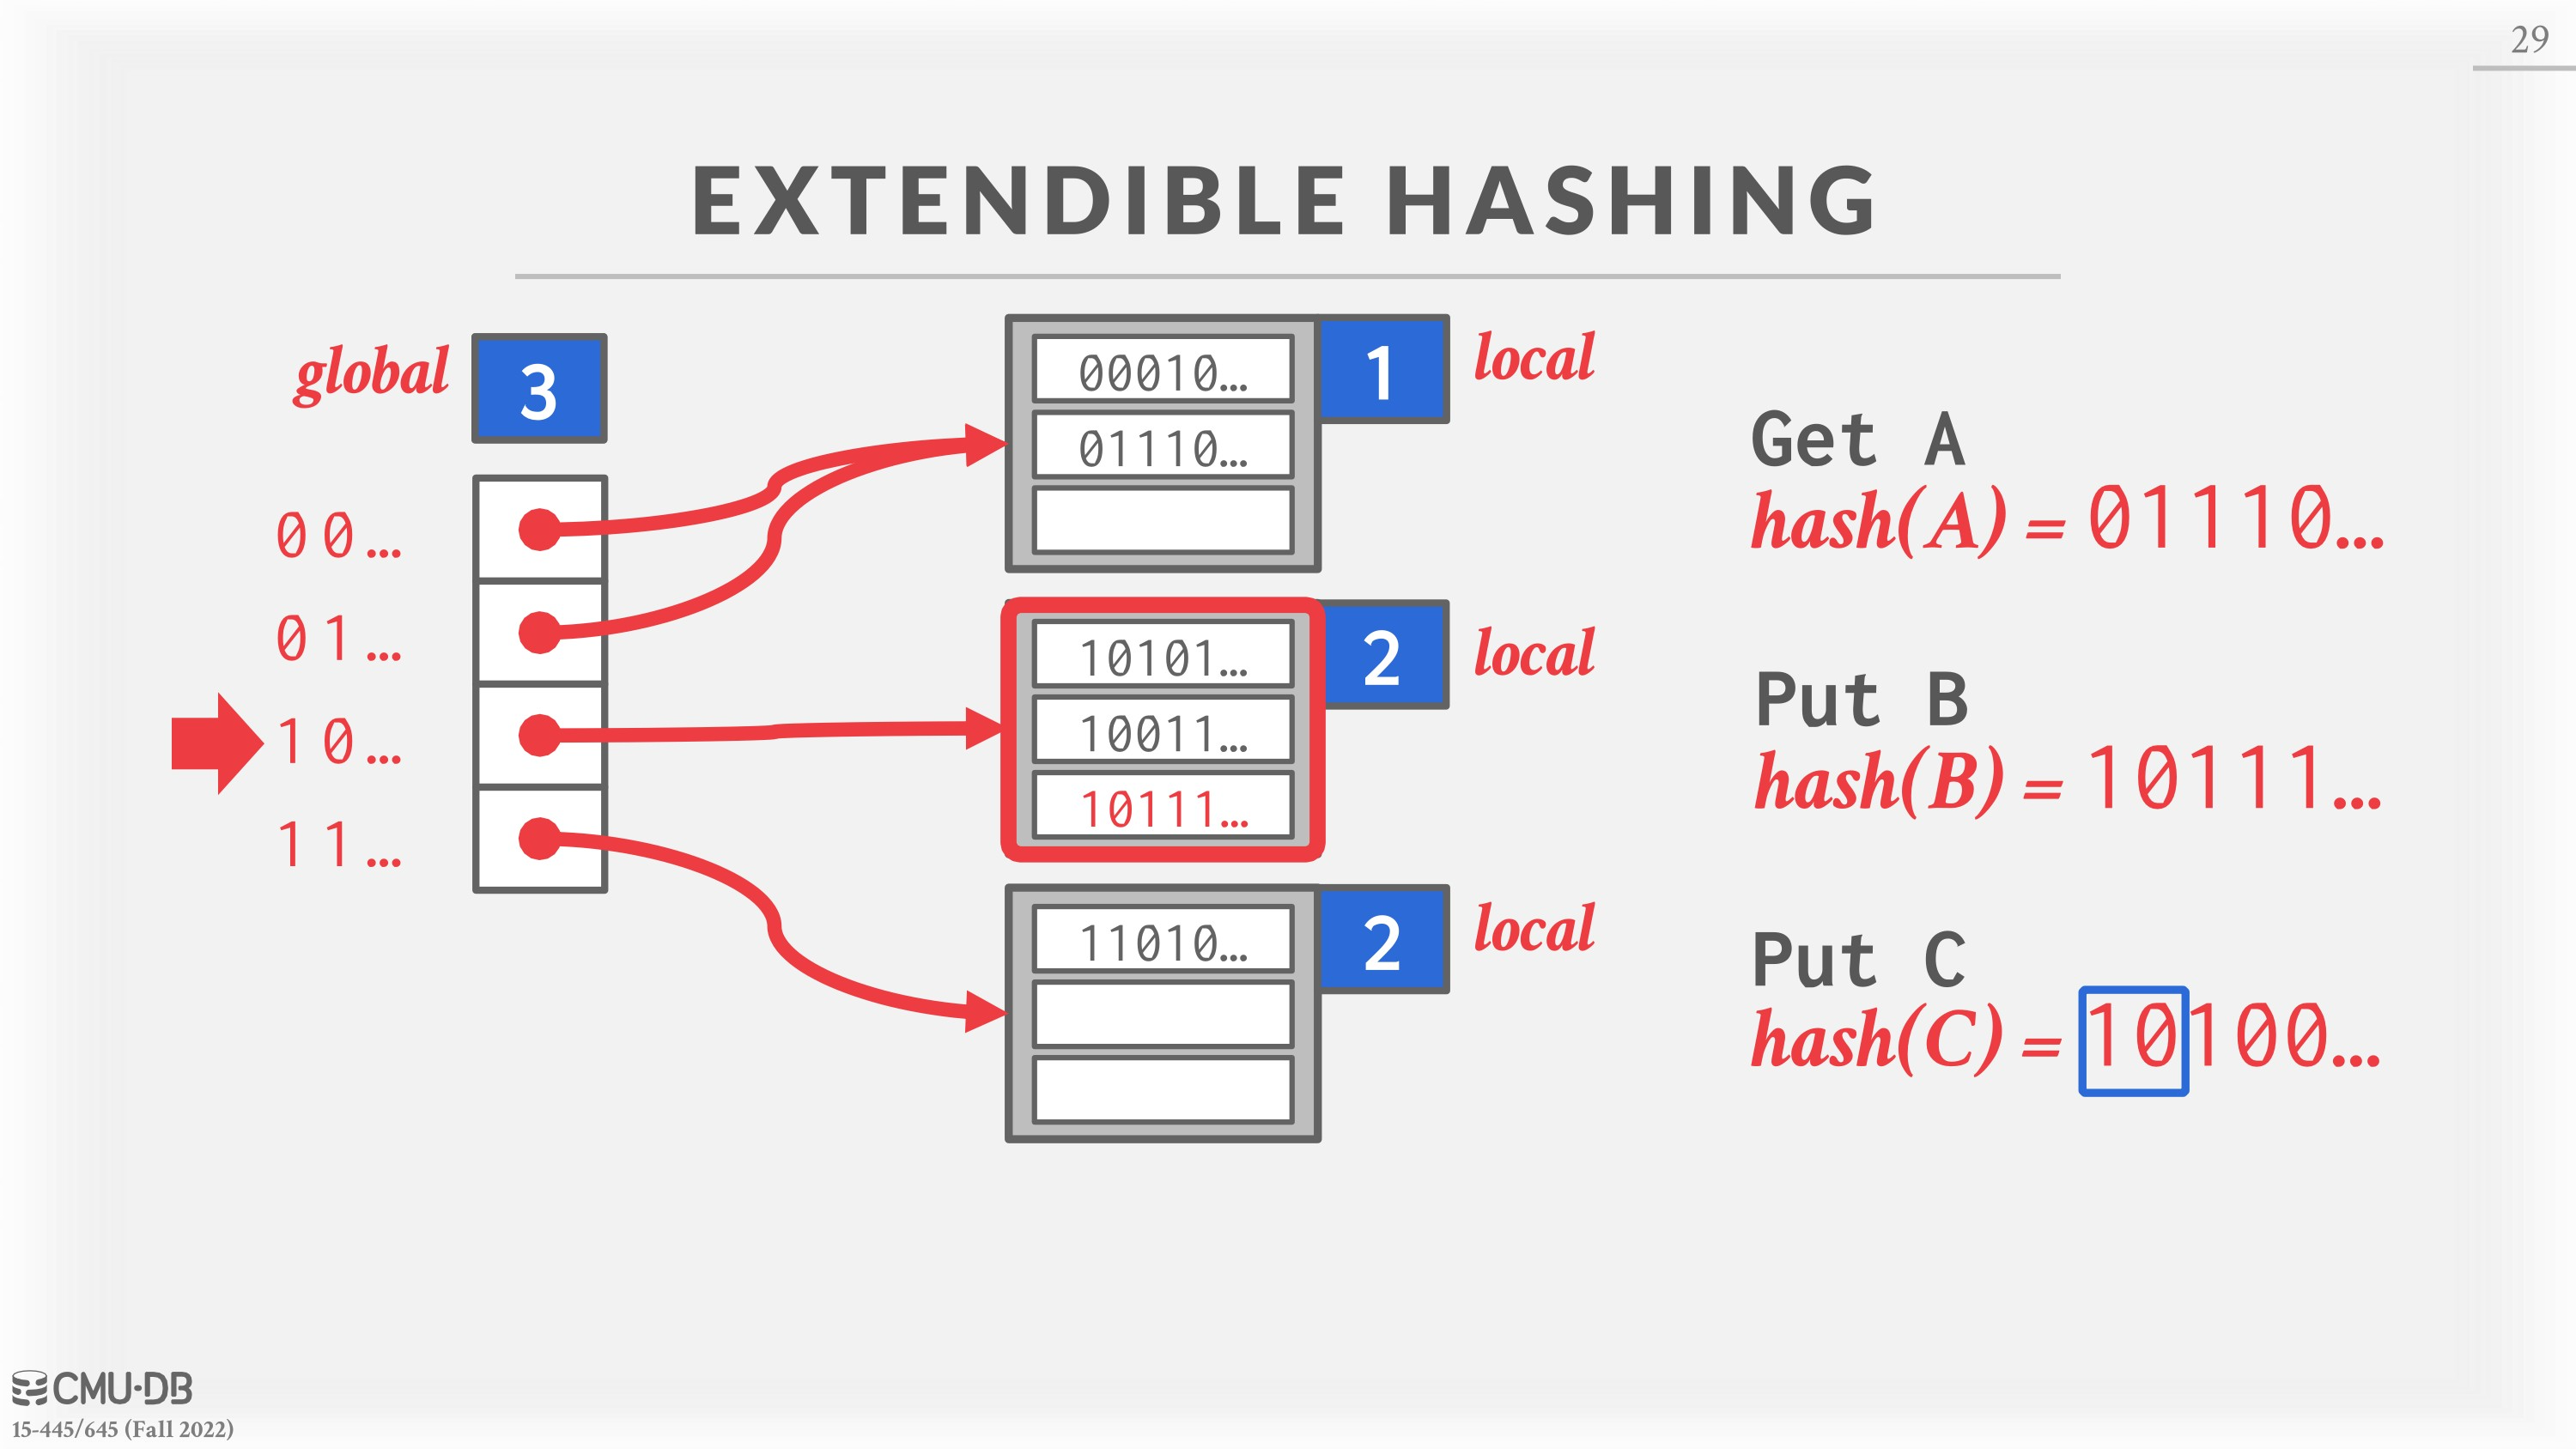 29
EXTENDIBLE HASHING
global
3
00…
01…
10…
11…
00010…
01110…
1
local
10101…
10011…
10111…
2
local
11010…
2
local
Get A
hash(A) = 01110…
Put B
hash(B) = 10111…
Put C
hash(C) = 10100…
CMU·DB
15-445/645 (Fall 2022)